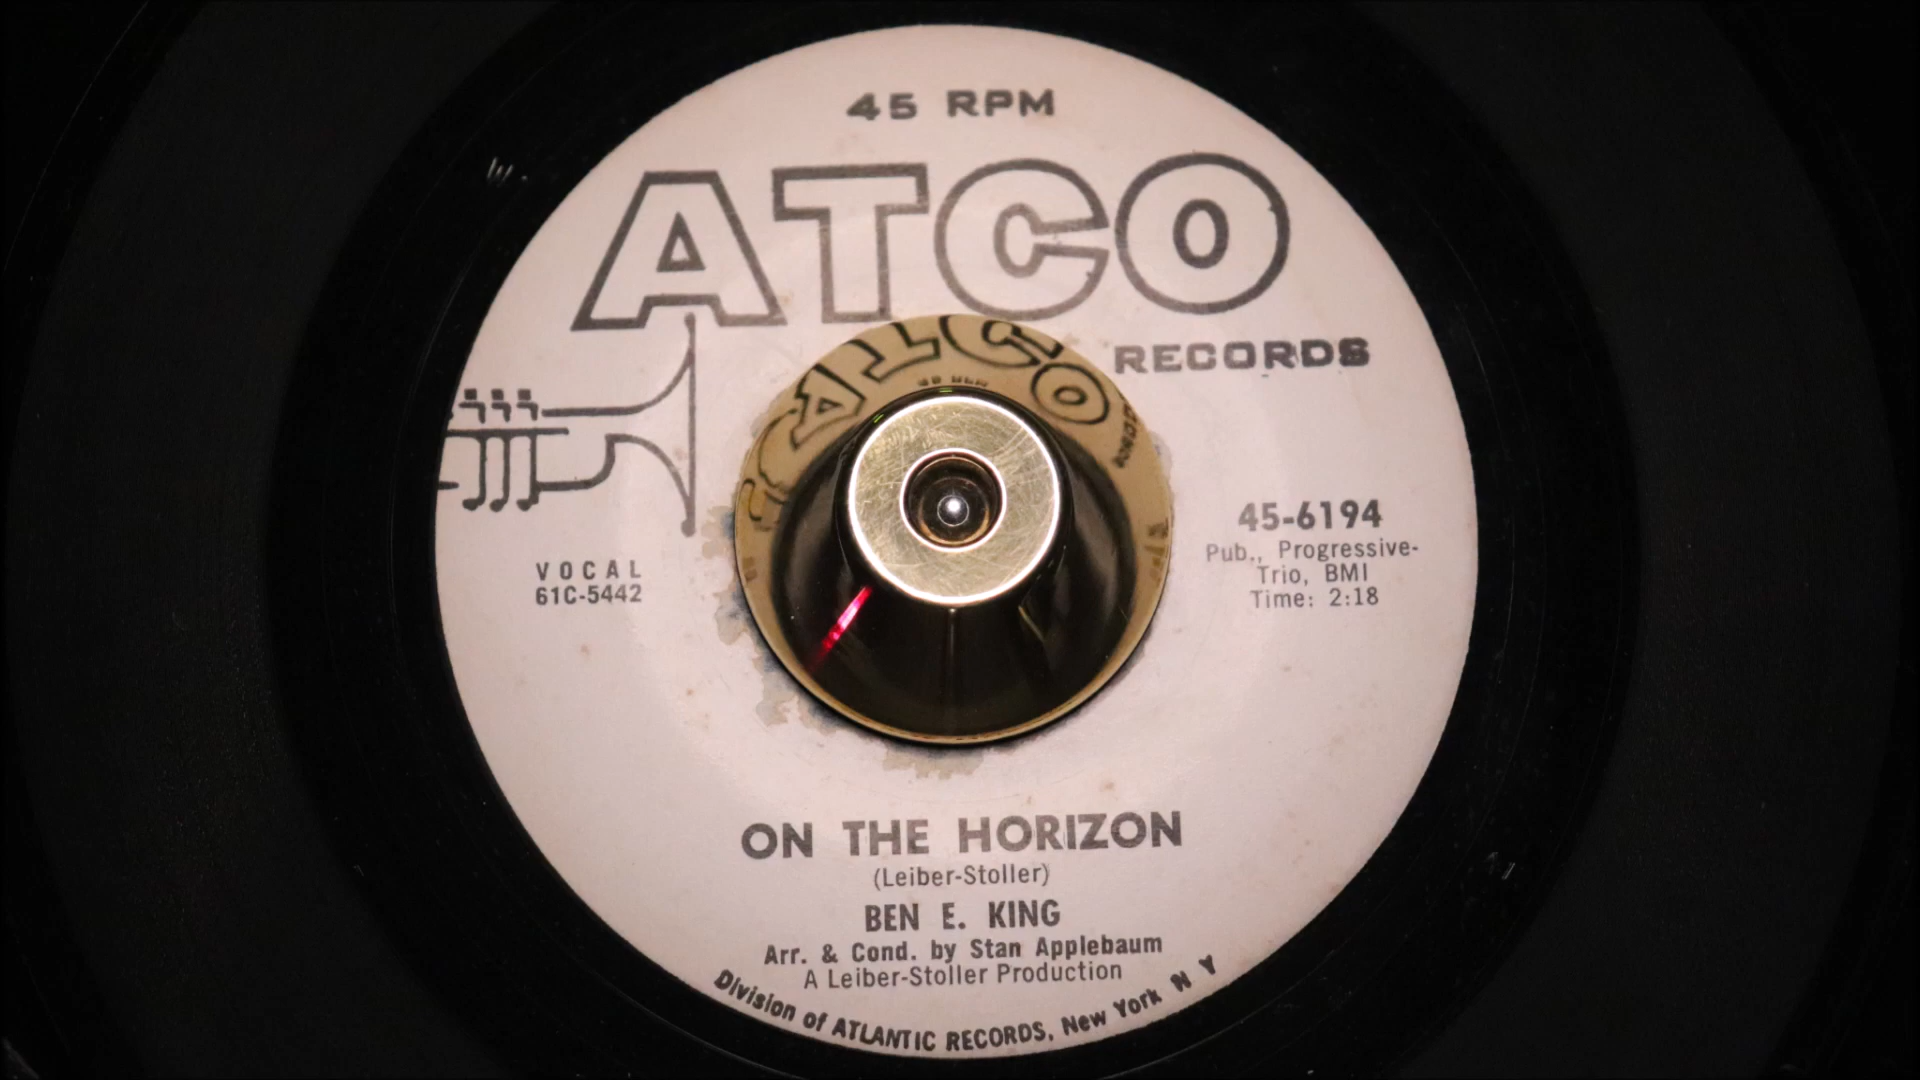 45 RPM
ATCO
RECORDS
45-6194
Pub., Progressive-
Trio, BMI
Time: 2:18
VOCAL
61C-5442
ON THE HORIZON
(Leiber-Stoller)
BEN E. KING
Arr. & Cond. by Stan Applebaum
A Leiber-Stoller Production
Division of ATLANTIC RECORDS, New York N Y